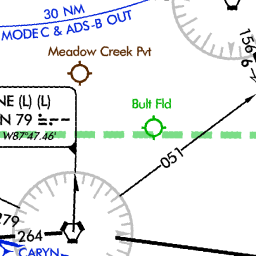 30 NM
MODE C & ADS-B OUT
Meadow Creek Pvt
156°
NE (L) (L)
N 79
W87°47.46'
Bult Fld
051
279
264
CARYN